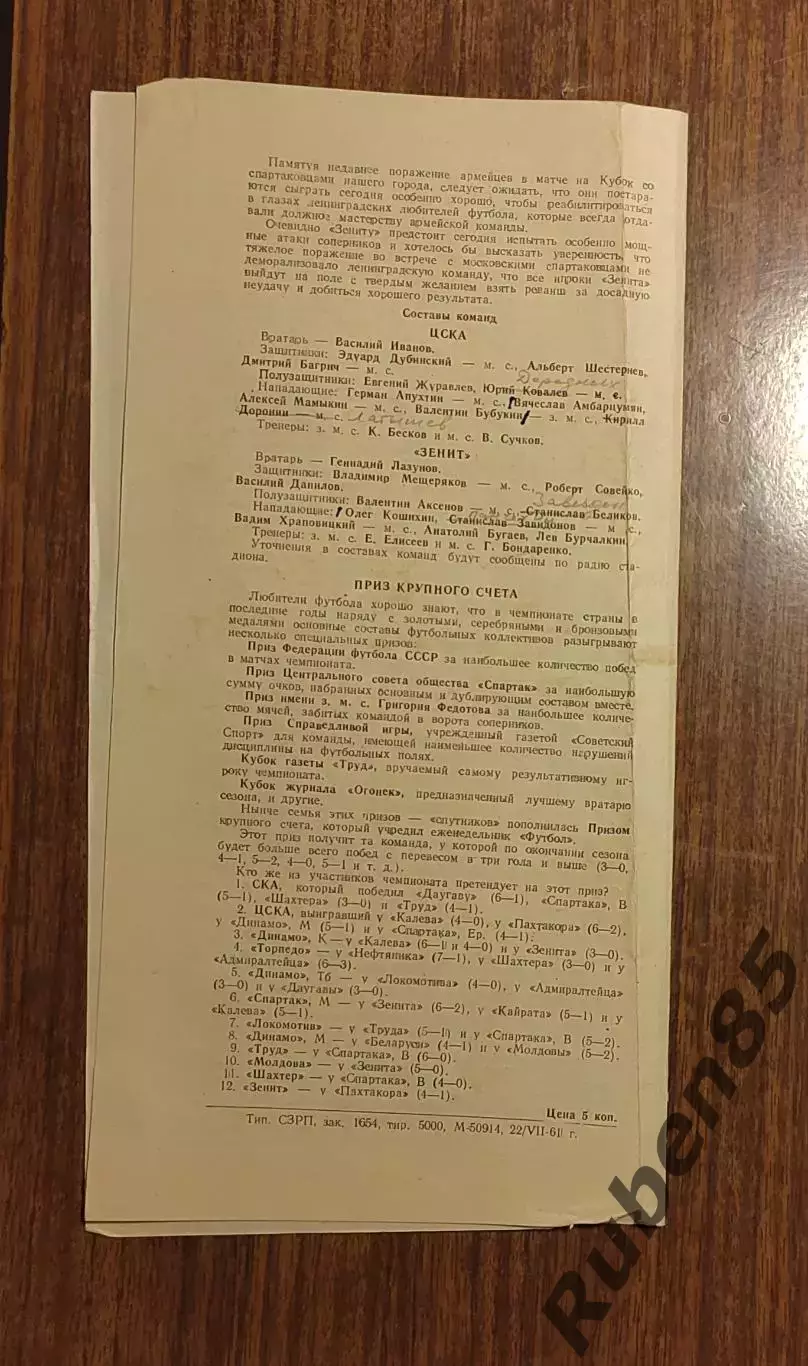 Памятуя недавнее поражение армейцев в матче на Кубок со
спартаковцами нашего города, следует ожидать, что они постара-
ются сыграть сегодня особенно хорошо, чтобы реабилитироваться
в глазах ленинградских любителей футбола, которые всегда отда-
вали должное мастерству армейской команды.
Очевидно «Зениту» предстоит сегодня испытать особенно мощ-
ные атаки соперников и хотелось бы высказать уверенность, что
тяжелое поражение во встрече с московскими спартаковцами не
деморализовало ленинградскую команду, что все игроки «Зенита»
выйдут на поле с твердым желанием взять реванш за досадную
неудачу и добиться хорошего результата.
Составы команд
ЦСКА
Вратарь — Василий Иванов.
Защитники: Эдуард Дубинский — м. с., Альберт Шестернев,
Дмитрий Багрич — м. с.
Полузащитники: Евгений Журавлев, Юрий Ковалев — м. с.
Нападающие: Герман Апухтин — м. с., Вячеслав Амбарцумян,
Алексей Мамыкин — м. с., Валентин Бубукин — з. м. с., Кирилл
Доронин — м. с. Латышев
Тренеры: з. м. с. К. Бесков и м. с. В. Сучков.
«ЗЕНИТ»
Вратарь — Геннадий Лазунов.
Защитники: Владимир Мещеряков — м. с., Роберт Совейко,
Василий Данилов.
Завидонов
Полузащитники: Валентин Аксенов — м. с., Станислав Беликов.
Нападающие: Олег Кошихин, Станислав Завидонов — м. с.,
Вадим Храповицкий — м. с., Анатолий Бугаев, Лев Бурчалкин.
Тренеры: з. м. с. Е. Елисеев и м. с. Г. Бондаренко.
Уточнения в составах команд будут сообщены по радио ста-
диона.
ПРИЗ КРУПНОГО СЧЕТА
Любители футбола хорошо знают, что в чемпионате страны в
последние годы наряду с золотыми, серебряными и бронзовыми
медалями основные составы футбольных коллективов разыгрывают
несколько специальных призов:
Приз Федерации футбола СССР за наибольшее количество побед
в матчах чемпионата.
Приз Центрального совета общества «Спартак» за наибольшую
сумму очков, набранных основным и дублирующим составом вместе.
Приз имени з. м. с. Григория Федотова за наибольшее количе-
ство мячей, забитых командой в ворота соперников.
Приз Справедливой игры, учрежденный газетой «Советский
Спорт» для команды, имеющей наименьшее количество нарушений
дисциплины на футбольных полях.
Кубок газеты «Труд», вручаемый самому результативному иг-
року чемпионата.
Кубок журнала «Огонек», предназначенный лучшему вратарю
сезона, и другие.
Нынче семья этих призов — «спутников» пополнилась Призом
крупного счета, который учредил еженедельник «Футбол».
Этот приз получит та команда, у которой по окончании сезона
будет больше всего побед с перевесом в три гола и выше (3—0,
4—1, 5—2, 4—0, 5—1 и т. д.).
Кто же из участников чемпионата претендует на этот приз?
1. СКА, который победил «Даугаву» (6—1), «Спартака», В
(5—1), «Шахтера» (3—0) и «Труд» (4—1).
2. ЦСКА, выигравший у «Калева» (4—0), у «Пахтакора» (6—2),
у «Динамо», М (5—1) и у «Спартака», Ер. (4—1).
3. «Динамо», К — у «Калева» (6—1 и 4—0) и у «Зенита» (3—0).
4. «Торпедо» — у «Нефтяника» (7—1), у «Шахтера» (3—0) и у
«Адмиралтейца» (6—3).
5. «Динамо», Тб — у «Локомотива» (4—0), у «Адмиралтейца»
(3—0) и у «Даугавы» (3—0).
6. «Спартак», М — у «Зенита» (6—2), у «Кайрата» (5—1) и у
«Калева» (5—1).
7. «Локомотив» — у «Труда» (5—1) и у «Спартака», В (5—2).
8. «Динамо», М — у «Беларуси» (4—1) и у «Молдовы» (5—2).
9. «Труд» — у «Спартака», В (6—0).
10. «Молдова» — у «Зенита» (5—0).
11. «Шахтер» — у «Спартака», В (4—0).
12. «Зенит» — у «Пахтакора» (4—1).
Цена 5 коп.
Тип. СЗРП, зак. 1654, тир. 5000, М-50914, 22/VII-61 г.
Ruben85